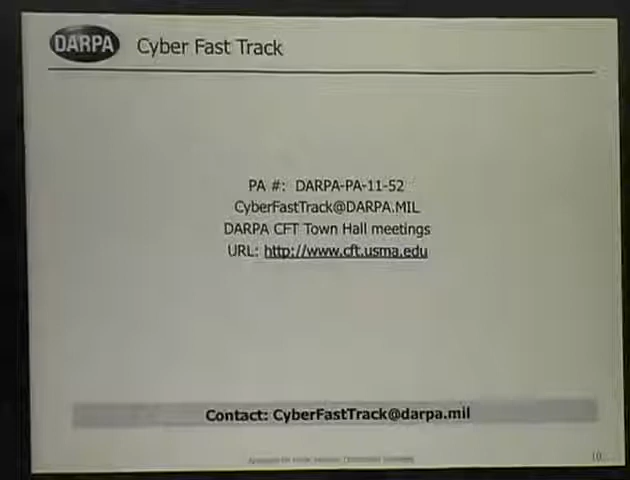 DARPA Cyber Fast Track
PA #: DARPA-PA-11-52
CyberFastTrack@DARPA.MIL
DARPA CFT Town Hall meetings
URL: http://www.cft.usma.edu
Contact: CyberFastTrack@darpa.mil
10